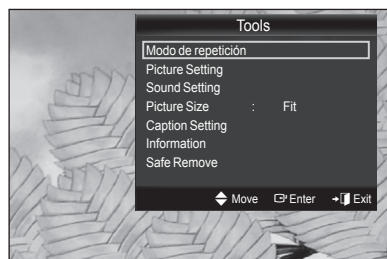 Tools
Modo de repetición
Picture Setting
Sound Setting
Picture Size : Fit
Caption Setting
Information
Safe Remove
Move Enter Exit